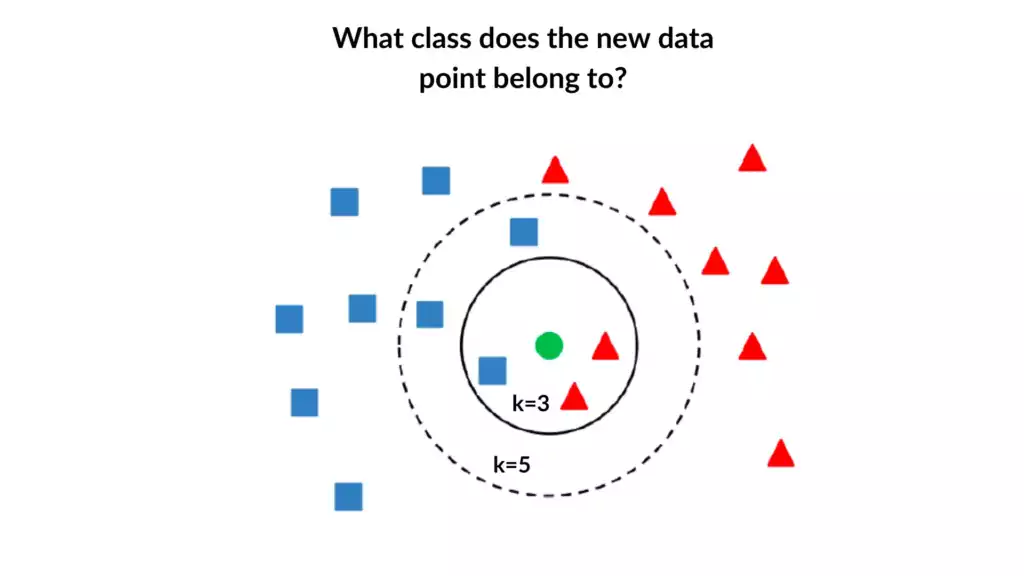 What class does the new data
point belong to?
k=3
k=5